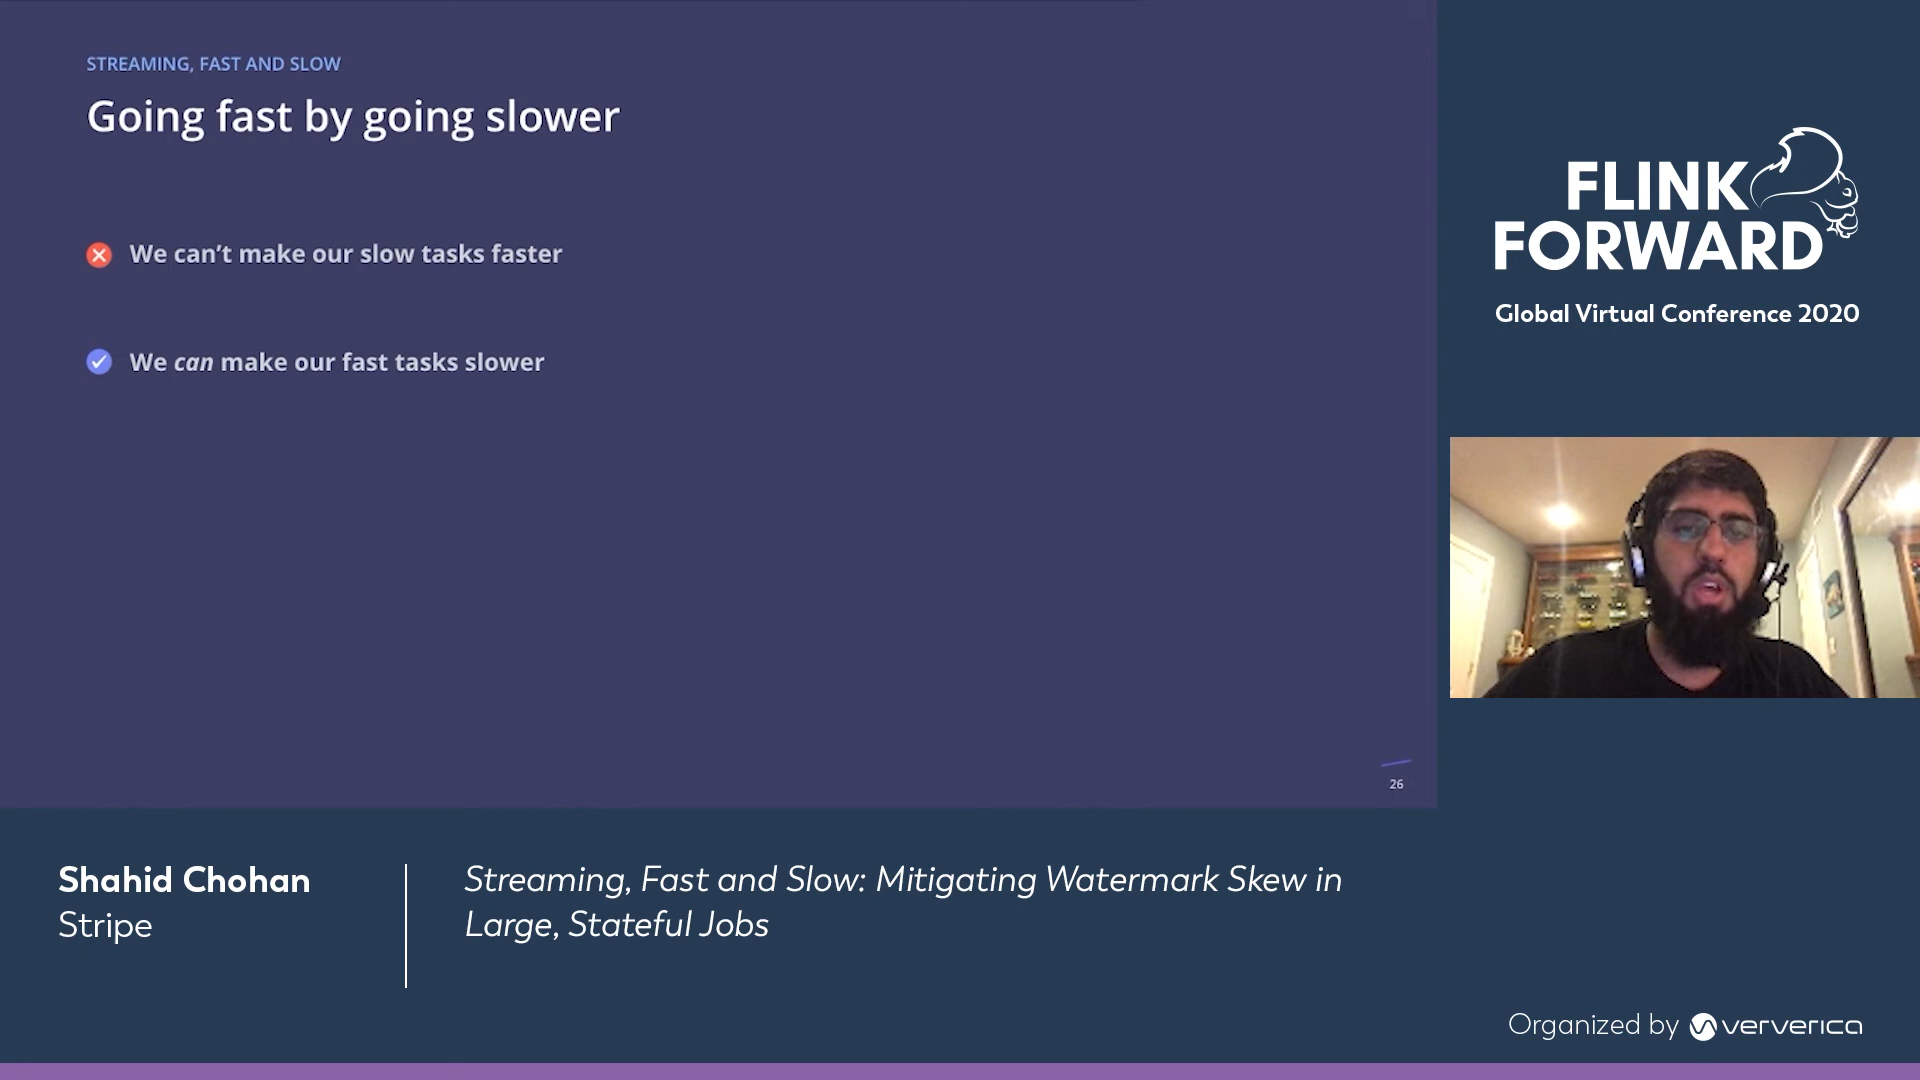 STREAMING, FAST AND SLOW
Going fast by going slower
We can’t make our slow tasks faster
We can make our fast tasks slower
26
FLINK
FORWARD
Global Virtual Conference 2020
Shahid Chohan
Stripe
Streaming, Fast and Slow: Mitigating Watermark Skew in
Large, Stateful Jobs
Organized by ververica